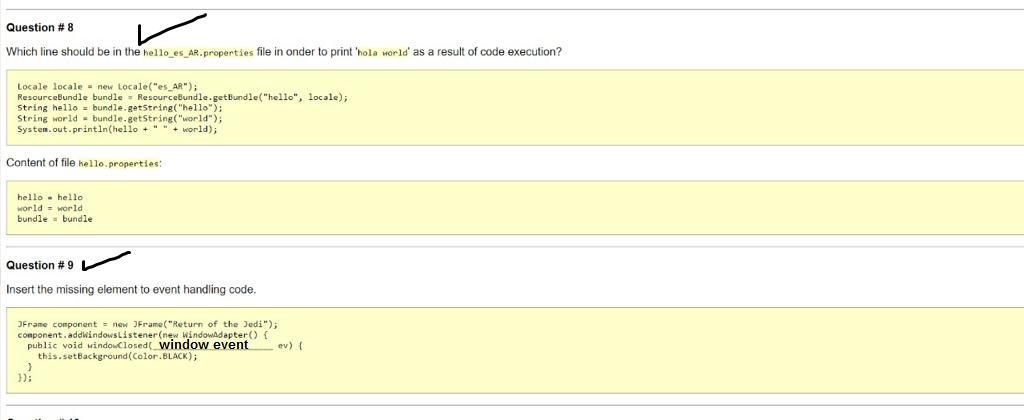 Question # 8
Which line should be in the hello_es_AR.properties file in onder to print 'hola world' as a result of code execution?
Locale locale = new Locale("es_AR");
ResourceBundle bundle = ResourceBundle.getBundle("hello", locale);
String hello = bundle.getString("hello");
String world = bundle.getString("world");
System.out.println(hello + " " + world);
Content of file hello.properties:
hello = hello
world = world
bundle = bundle
Question # 9
Insert the missing element to event handling code.
JFrame component = new JFrame("Return of the Jedi");
component.addWindowsListener(new WindowAdapter() {
public void windowClosed(_window event___ ev) {
this.setBackground(Color.BLACK);
}
});